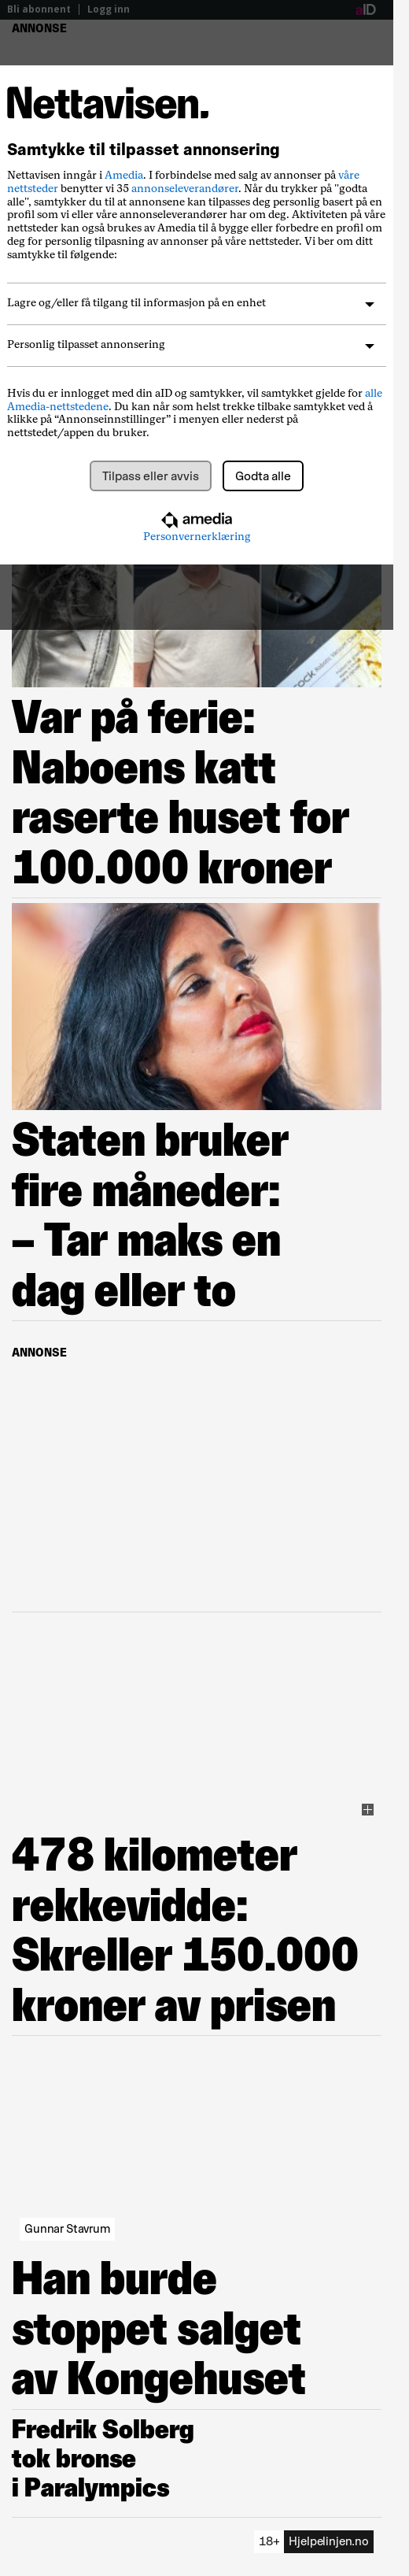 Bli abonnent | Logg inn
aID
ANNONSE
Nettavisen.
Samtykke til tilpasset annonsering
Nettavisen inngår i Amedia. I forbindelse med salg av annonser på våre
nettsteder benytter vi 35 annonseleverandører. Når du trykker på "godta
alle", samtykker du til at annonsene kan tilpasses deg personlig basert på en
profil som vi eller våre annonseleverandører har om deg. Aktiviteten på våre
nettsteder kan også brukes av Amedia til å bygge eller forbedre en profil om
deg for personlig tilpasning av annonser på våre nettsteder. Vi ber om ditt
samtykke til følgende:
Lagre og/eller få tilgang til informasjon på en enhet
Personlig tilpasset annonsering
Hvis du er innlogget med din aID og samtykker, vil samtykket gjelde for alle
Amedia-nettstedene. Du kan når som helst trekke tilbake samtykket ved å
klikke på “Annonseinnstillinger” i menyen eller nederst på
nettstedet/appen du bruker.
Tilpass eller avvis
Godta alle
amedia
Personvernerklæring
Var på ferie:
Naboens katt
raserte huset for
100.000 kroner
Staten bruker
fire måneder:
– Tar maks en
dag eller to
ANNONSE
478 kilometer
rekkevidde:
Skreller 150.000
kroner av prisen
Gunnar Stavrum
Han burde
stoppet salget
av Kongehuset
Fredrik Solberg
tok bronse
i Paralympics
18+ Hjelpelinjen.no